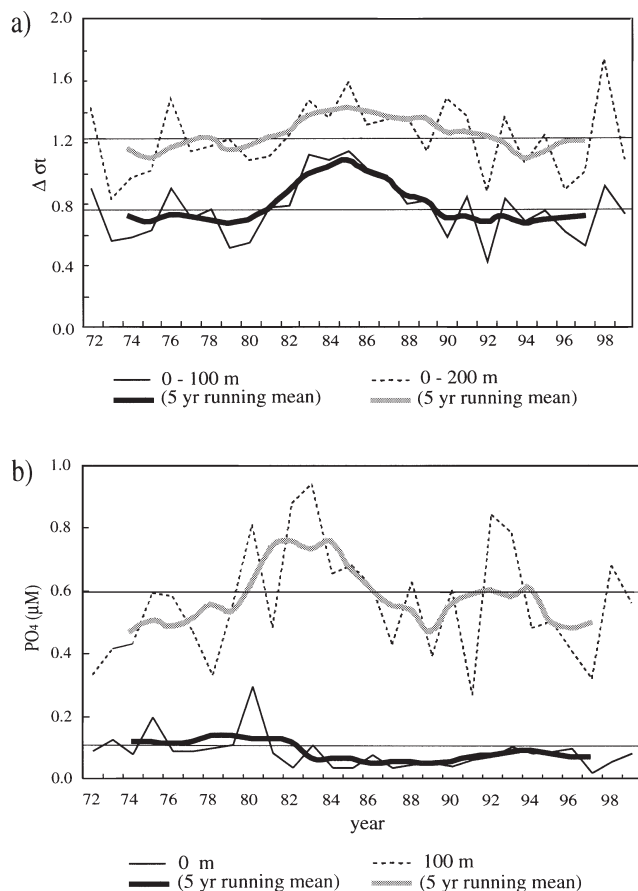 a)
2.0
1.6
1.2
0.8
0.4
0.0
Δ σt
72 74 76 78 80 82 84 86 88 90 92 94 96 98
0 - 100 m
0 - 200 m
(5 yr running mean)
(5 yr running mean)
b)
1.0
0.8
0.6
0.4
0.2
0.0
PO4 (μM)
72 74 76 78 80 82 84 86 88 90 92 94 96 98
year
0 m
100 m
(5 yr running mean)
(5 yr running mean)